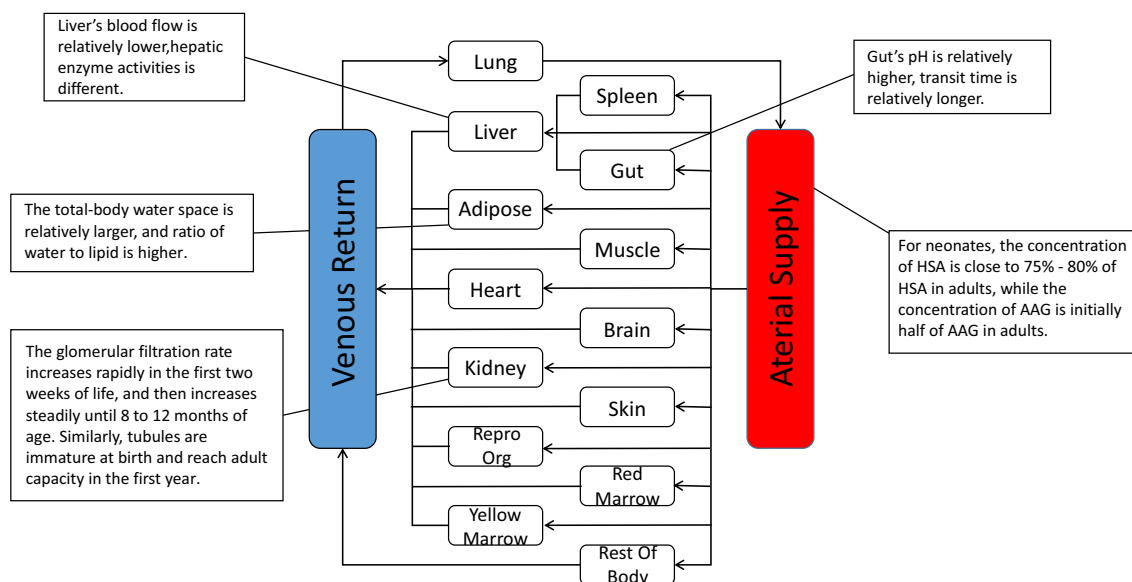 Liver's blood flow is
relatively lower,hepatic
enzyme activities is
different.
Lung
Gut's pH is relatively
higher, transit time is
relatively longer.
Spleen
Liver
Gut
The total-body water space is
relatively larger, and ratio of
water to lipid is higher.
Venous Return
Adipose
Muscle
Heart
Brain
Kidney
Skin
Repro
Org
Red
Marrow
Yellow
Marrow
Rest Of
Body
Aterial Supply
For neonates, the concentration
of HSA is close to 75% - 80% of
HSA in adults, while the
concentration of AAG is initially
half of AAG in adults.
The glomerular filtration rate
increases rapidly in the first two
weeks of life, and then increases
steadily until 8 to 12 months of
age. Similarly, tubules are
immature at birth and reach adult
capacity in the first year.